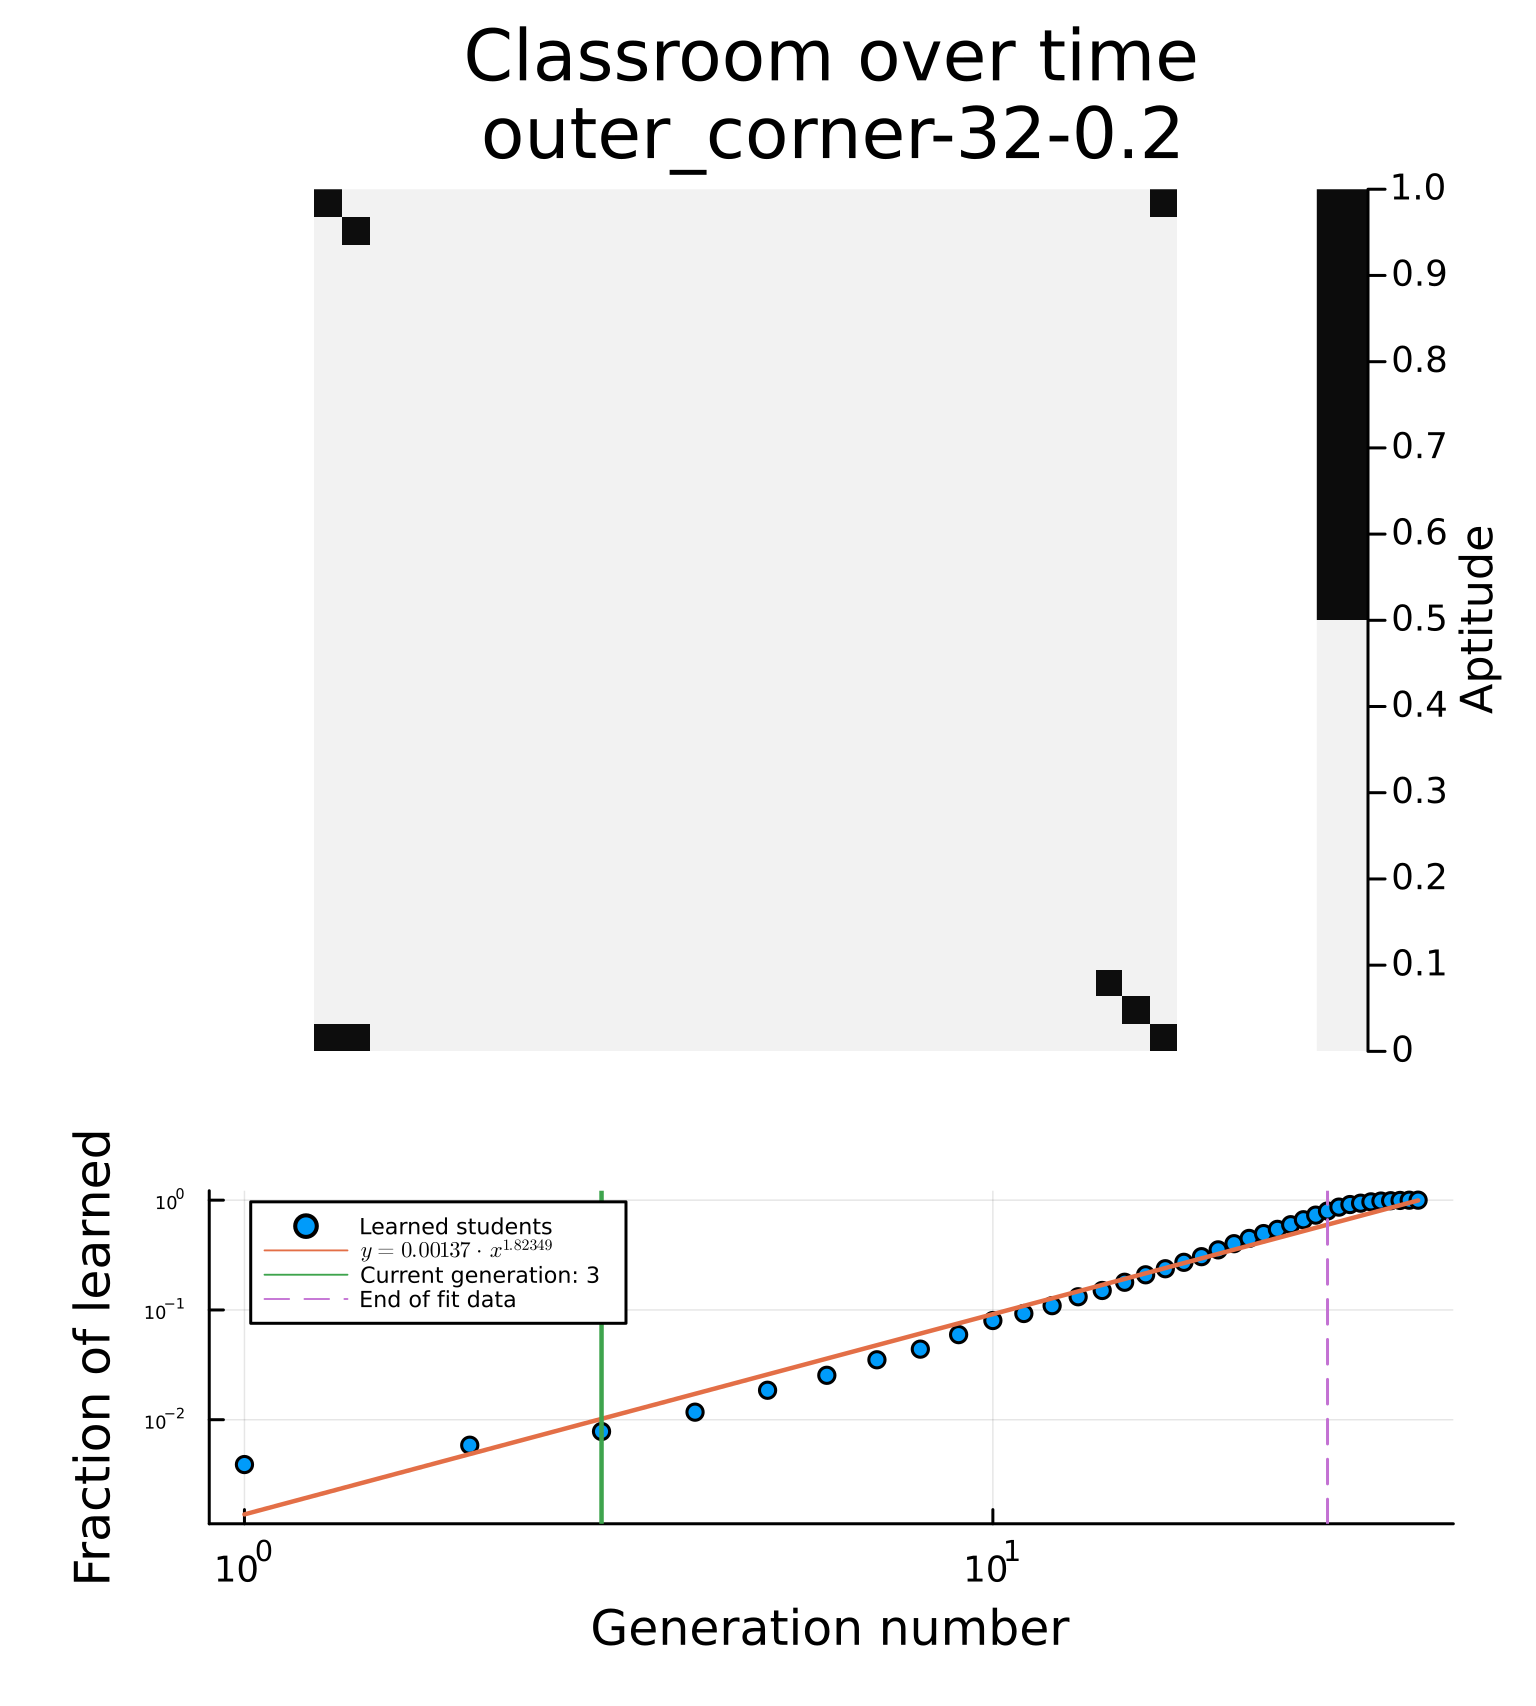 Classroom over time
outer_corner-32-0.2
1.0
0.9
0.8
0.7
0.6
0.5
0.4
0.3
0.2
0.1
0
Aptitude
Fraction of learned
10⁰
10⁻¹
10⁻²
Learned students
y = 0.00137 · x^1.82349
Current generation: 3
End of fit data
10⁰
10¹
Generation number